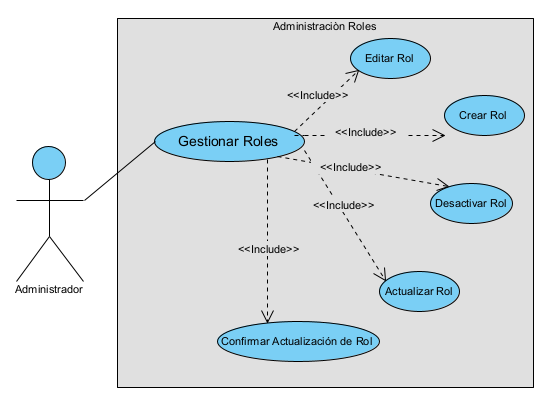 Administraciòn Roles
Editar Rol
<<Include>>
Crear Rol
<<Include>>
Gestionar Roles
<<Include>>
Desactivar Rol
<<Include>>
<<Include>>
Administrador
Actualizar Rol
Confirmar Actualización de Rol